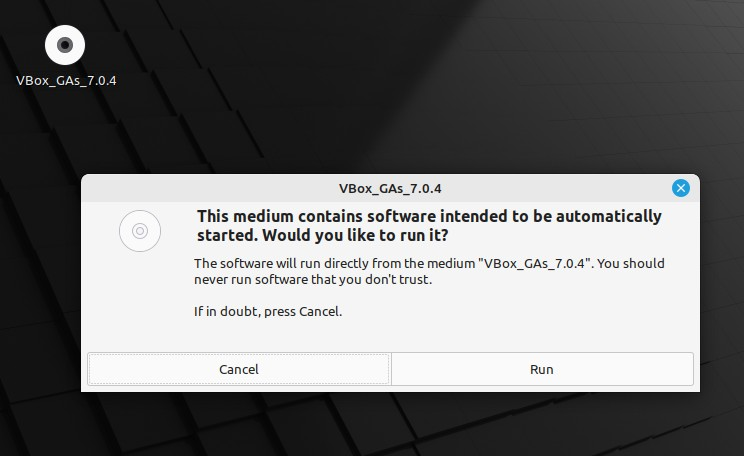 VBox_GAs_7.0.4
VBox_GAs_7.0.4
This medium contains software intended to be automatically
started. Would you like to run it?
The software will run directly from the medium "VBox_GAs_7.0.4". You should
never run software that you don't trust.
If in doubt, press Cancel.
Cancel
Run